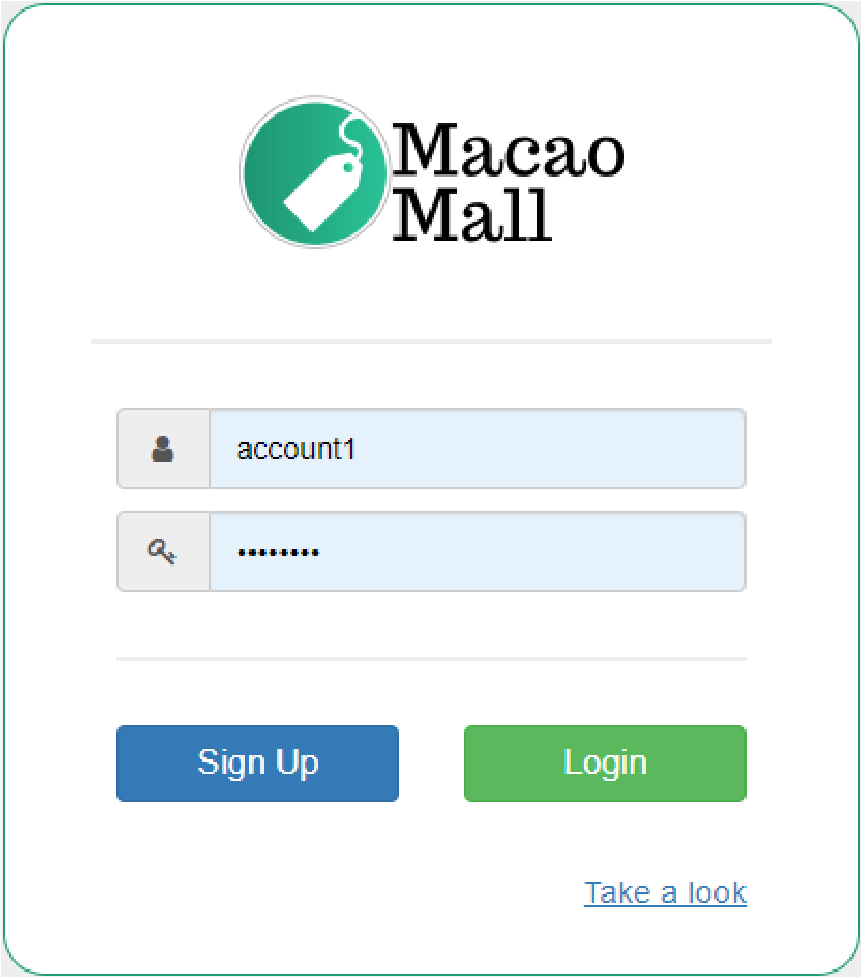 Macao
Mall
account1
••••••••
Sign Up
Login
Take a look